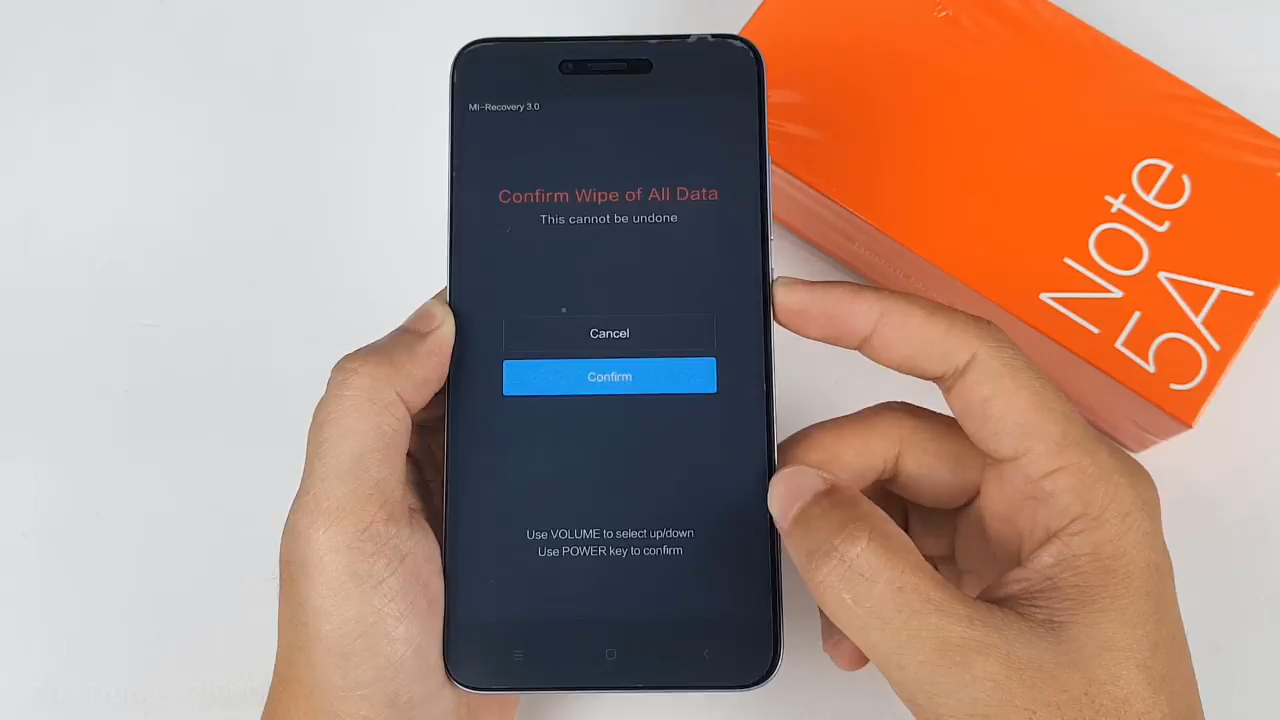 MI-Recovery 3.0
Confirm Wipe of All Data
This cannot be undone
Cancel
Confirm
Use VOLUME to select up/down
Use POWER key to confirm
Note
5A